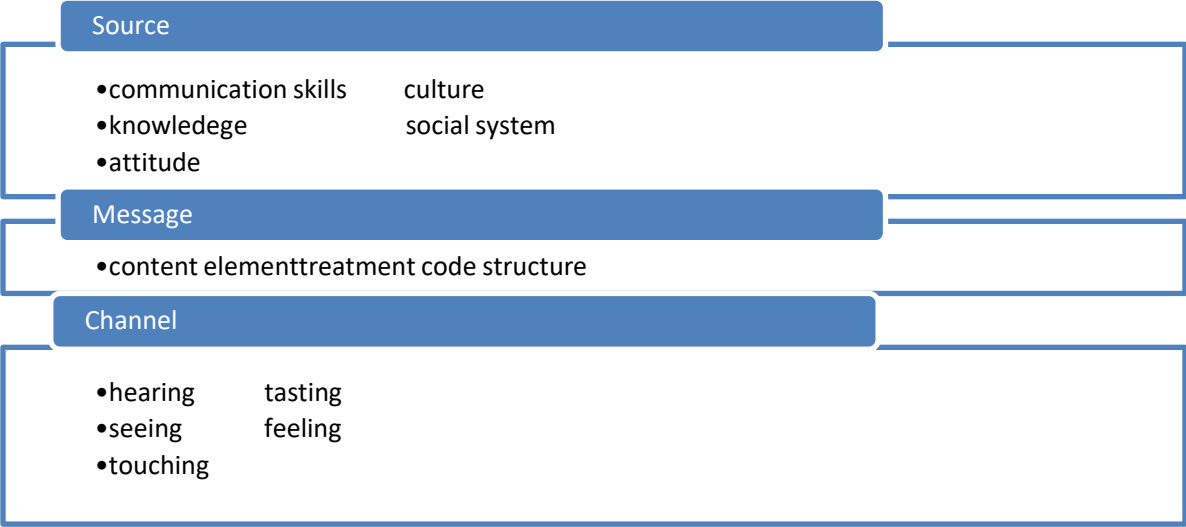 Source
•communication skills culture
•knowledege social system
•attitude
Message
•content elementtreatment code structure
Channel
•hearing tasting
•seeing feeling
•touching